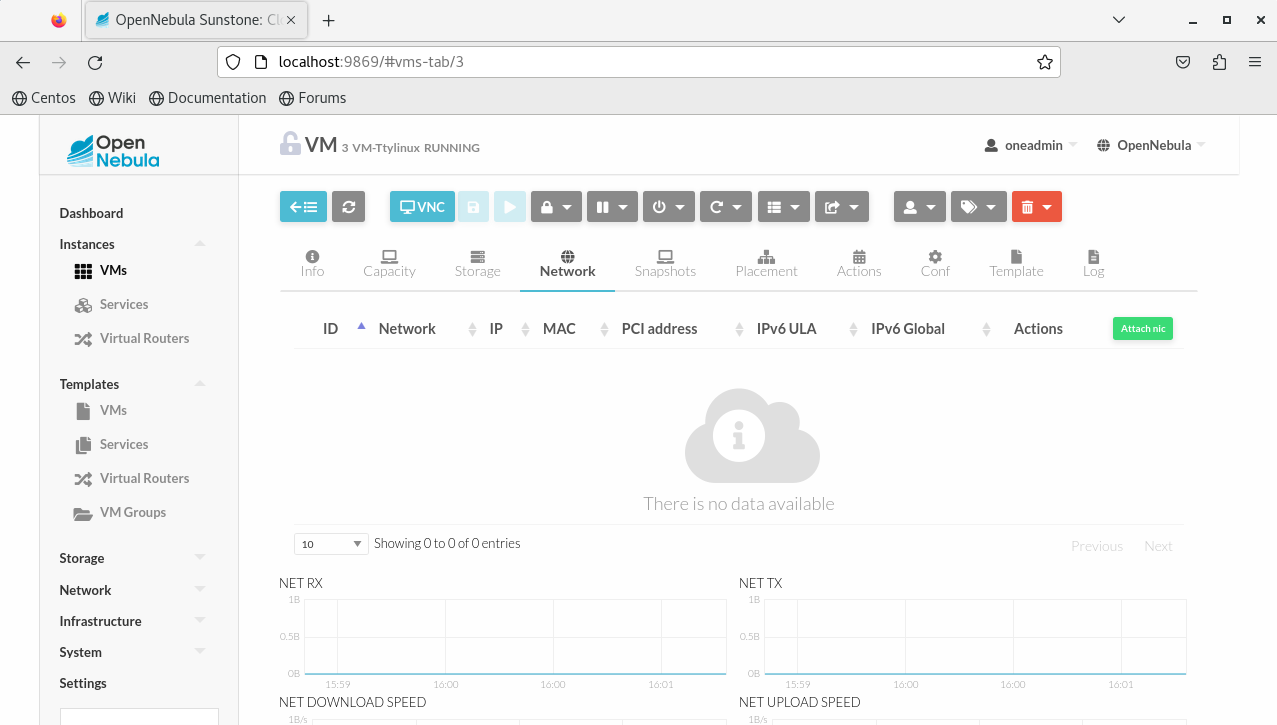 OpenNebula Sunstone: Cl
localhost:9869/#vms-tab/3
Centos Wiki Documentation Forums
Open
Nebula
VM 3 VM-Ttylinux RUNNING
oneadmin
OpenNebula
VNC
Dashboard
Instances
VMs
Services
Virtual Routers
Templates
VMs
Services
Virtual Routers
VM Groups
Storage
Network
Infrastructure
System
Settings
Info Capacity Storage Network Snapshots Placement Actions Conf Template Log
ID Network IP MAC PCI address IPv6 ULA IPv6 Global Actions Attach nic
There is no data available
10 Showing 0 to 0 of 0 entries
Previous Next
NET RX
1B
0.5B
0B
15:59 16:00 16:00 16:01
NET TX
1B
0.5B
0B
15:59 16:00 16:00 16:01
NET DOWNLOAD SPEED
1B/s
NET UPLOAD SPEED
1B/s